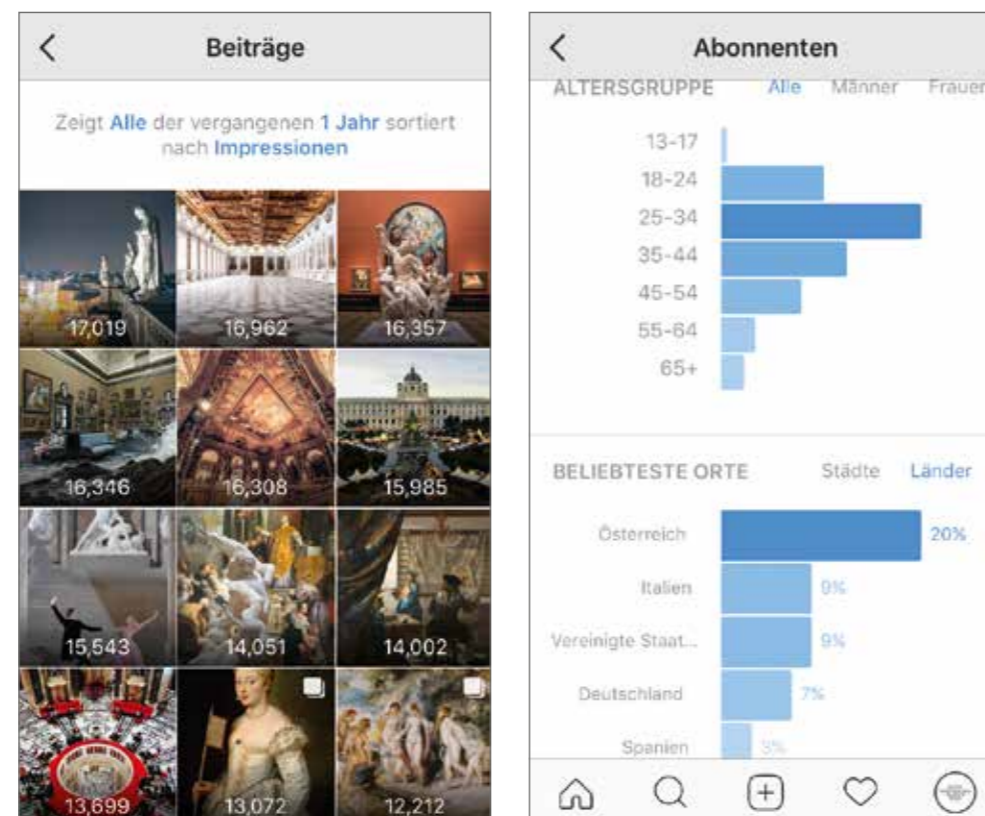 Beiträge
Zeigt Alle der vergangenen 1 Jahr sortiert
nach Impressionen
17,019 16,962 16,357
16,346 16,308 15,985
15,543 14,051 14,002
13,699 13,072 12,212
Abonnenten
ALTERSGRUPPE Alle Männer Frauen
13-17
18-24
25-34
35-44
45-54
55-64
65+
BELIEBTESTE ORTE Städte Länder
Österreich 20%
Italien 9%
Vereinigte Staat... 9%
Deutschland 7%
Spanien 3%